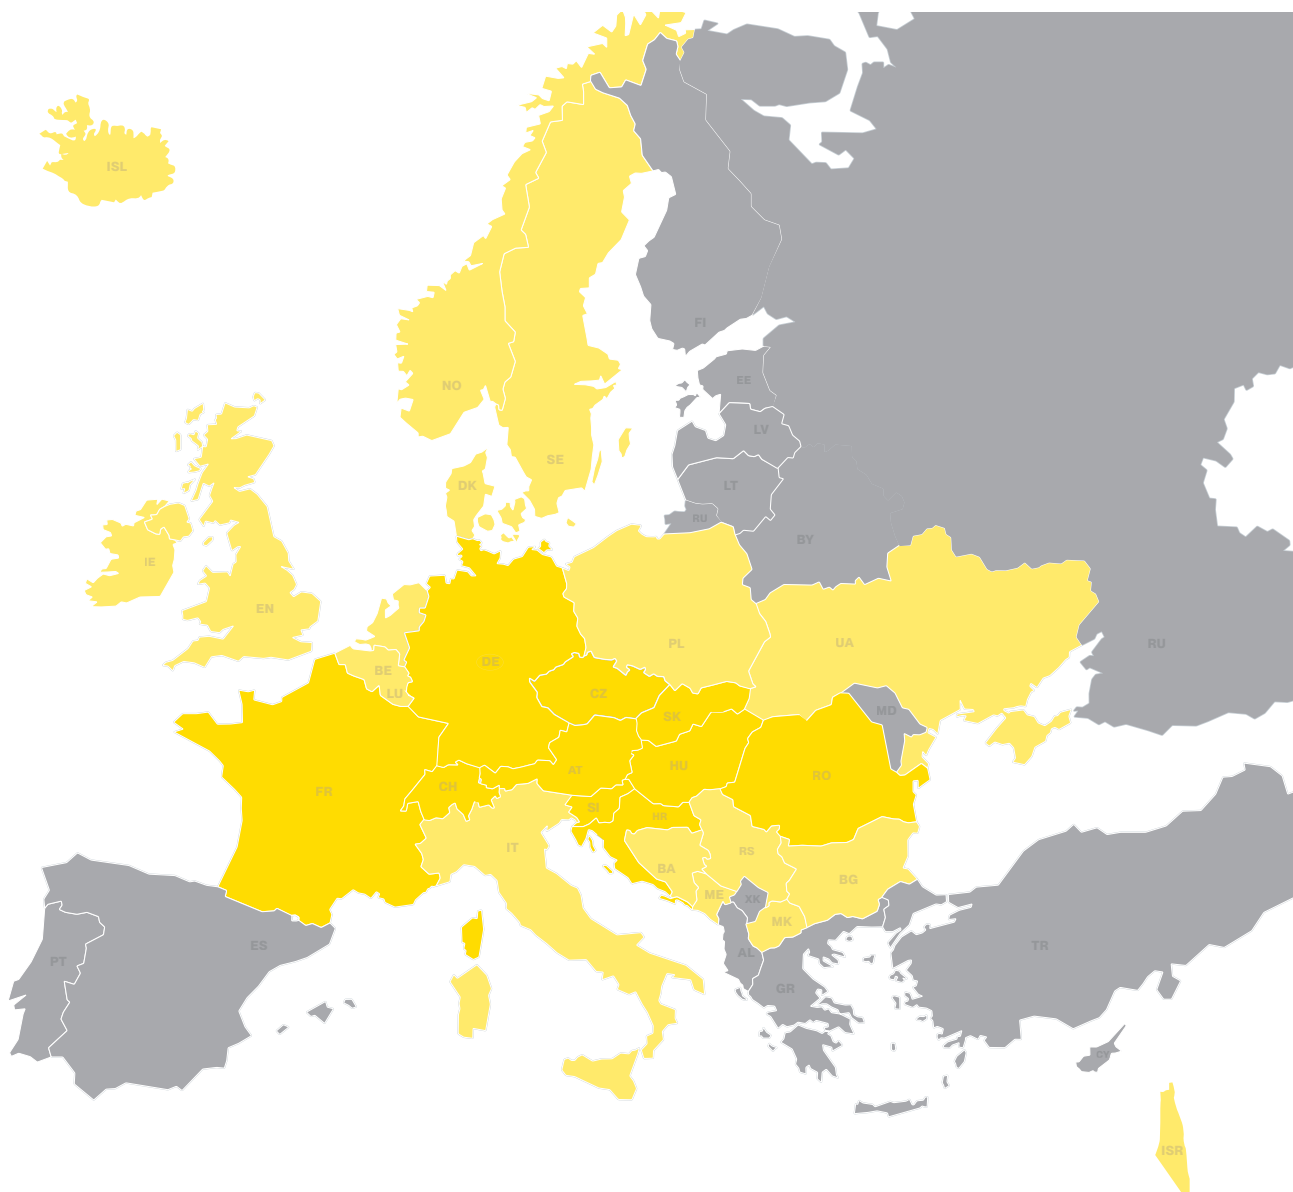 ISL
FI
NO
EE
LV
SE
DK
LT
RU
BY
IE
EN
PL
UA
RU
DE
BE
LU
CZ
MD
SK
HU
AT
RO
CH
FR
SI
HR
IT
RS
BA
BG
ME
XK
MK
ES
TR
AL
PT
GR
CY
ISR